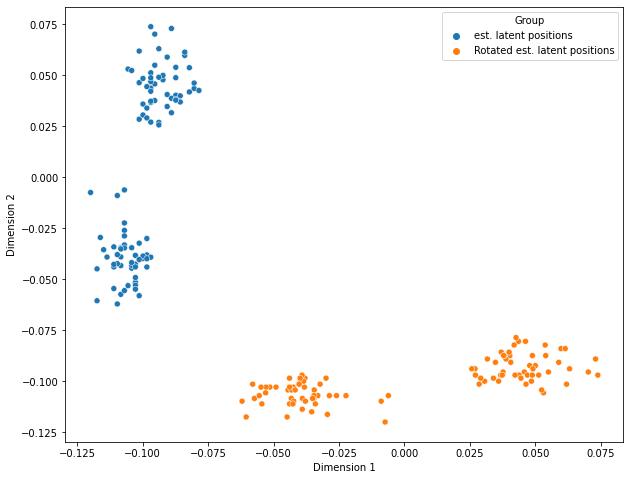 Group
est. latent positions
Rotated est. latent positions
0.075
0.050
0.025
0.000
−0.025
−0.050
−0.075
−0.100
−0.125
Dimension 2
−0.125 −0.100 −0.075 −0.050 −0.025 0.000 0.025 0.050 0.075
Dimension 1